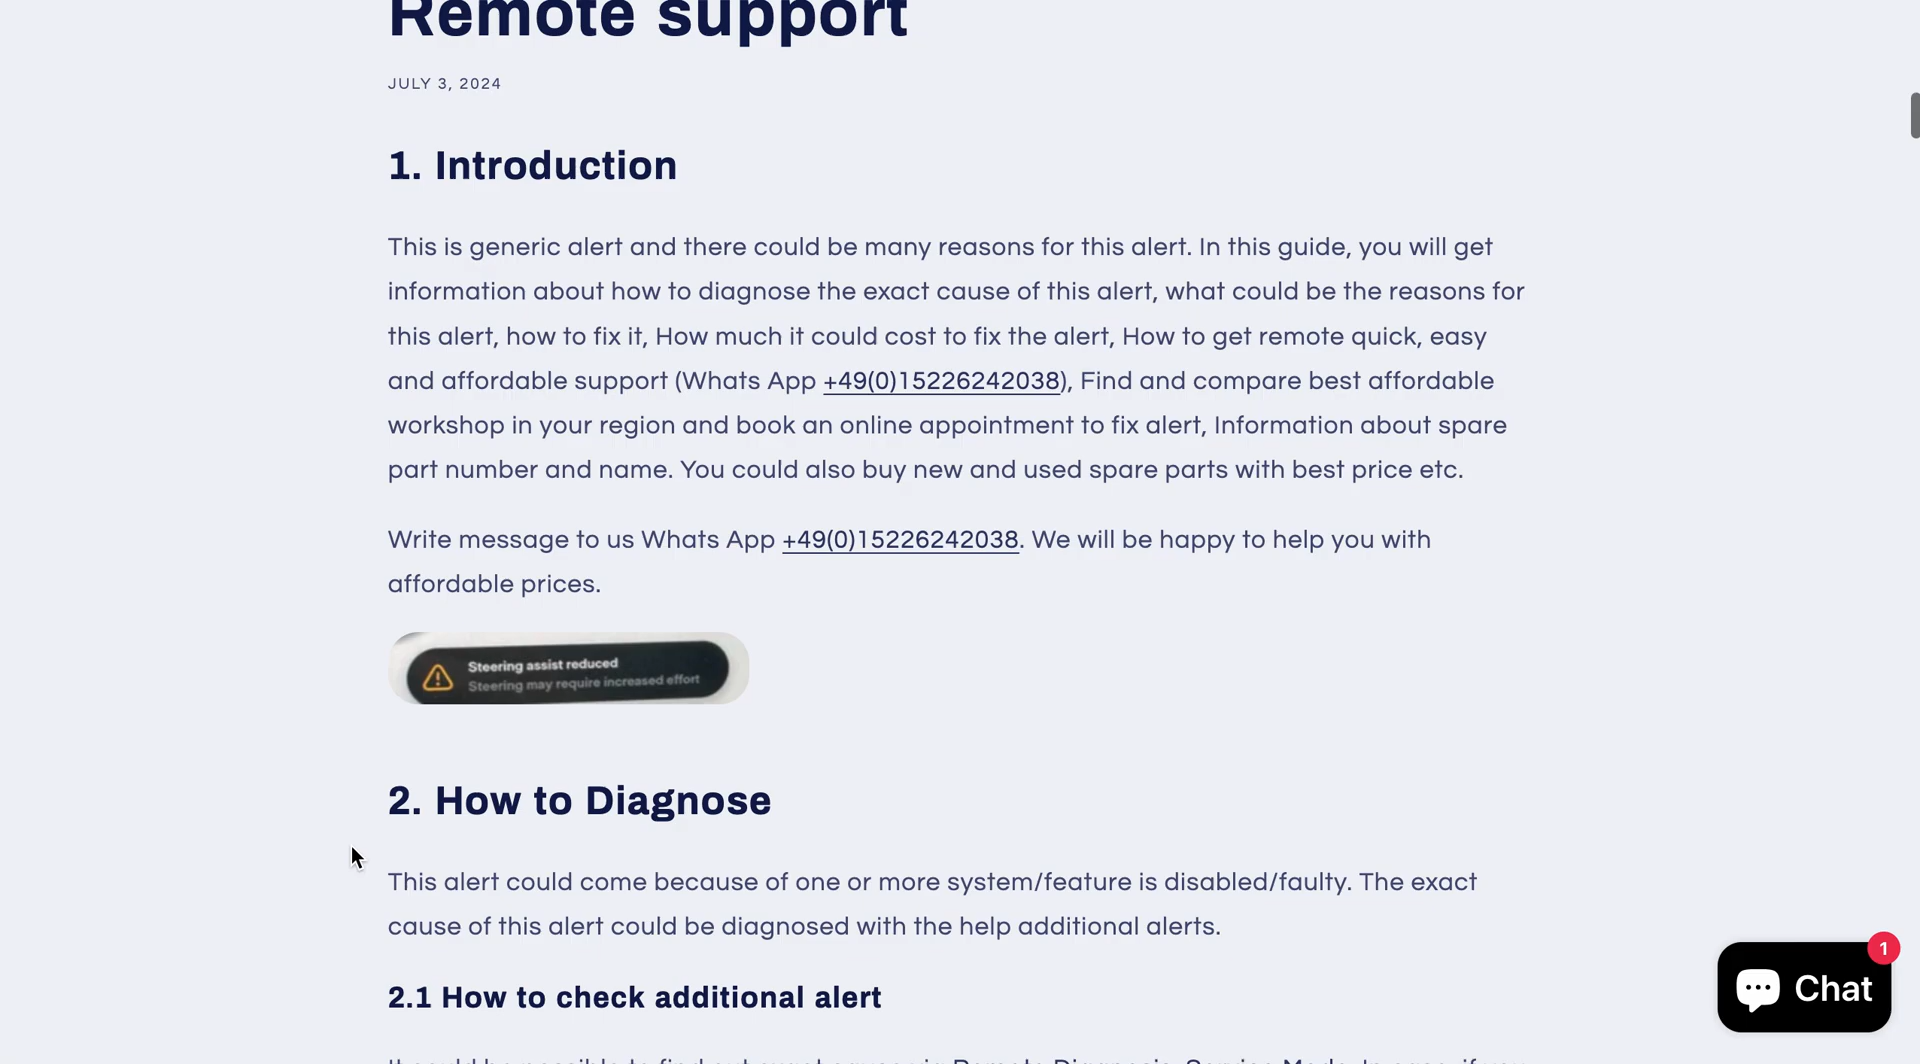 Remote support
JULY 3, 2024
1. Introduction
This is generic alert and there could be many reasons for this alert. In this guide, you will get
information about how to diagnose the exact cause of this alert, what could be the reasons for
this alert, how to fix it, How much it could cost to fix the alert, How to get remote quick, easy
and affordable support (Whats App +49(0)15226242038), Find and compare best affordable
workshop in your region and book an online appointment to fix alert, Information about spare
part number and name. You could also buy new and used spare parts with best price etc.
Write message to us Whats App +49(0)15226242038. We will be happy to help you with
affordable prices.
Steering assist reduced
Steering may require increased effort
2. How to Diagnose
This alert could come because of one or more system/feature is disabled/faulty. The exact
cause of this alert could be diagnosed with the help additional alerts.
2.1 How to check additional alert
1
Chat